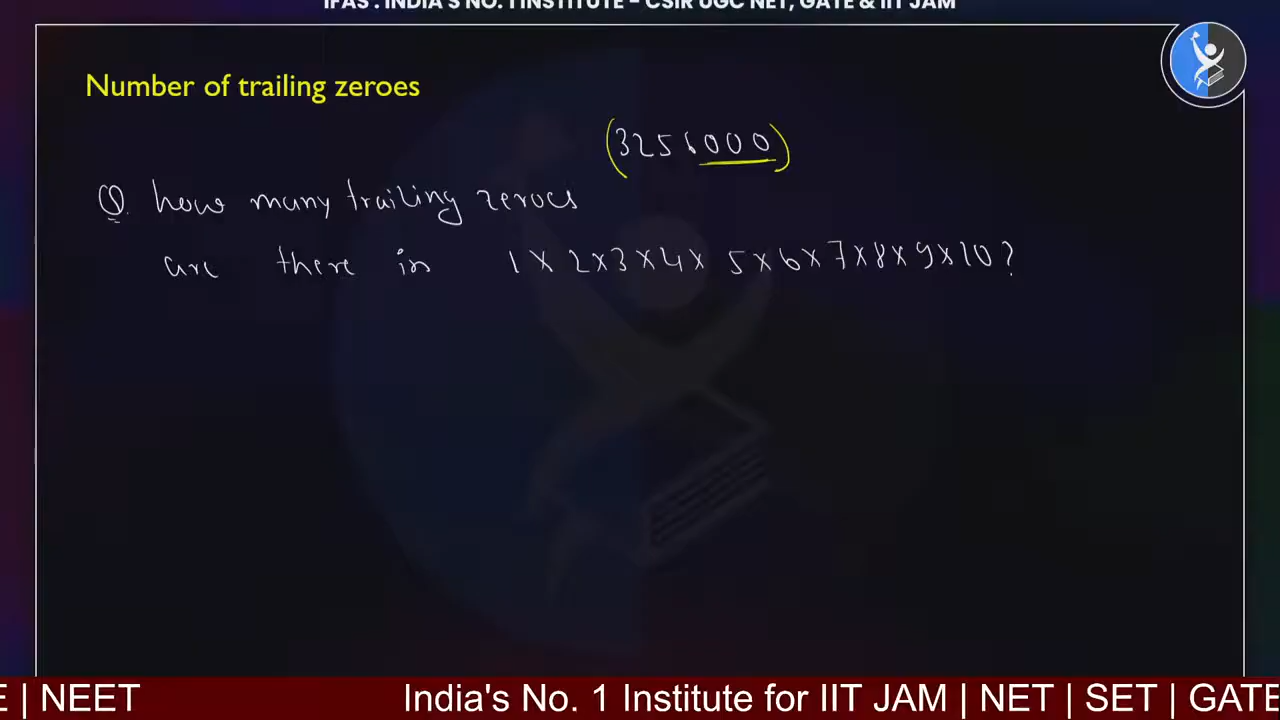 IFAS : INDIA'S NO. 1 INSTITUTE - CSIR UGC NET, GATE & IIT JAM
Number of trailing zeroes
(3256000)
Q. how many trailing zeroes
are there in 1 x 2 x 3 x 4 x 5 x 6 x 7 x 8 x 9 x 10 ?
E | NEET India's No. 1 Institute for IIT JAM | NET | SET | GATE